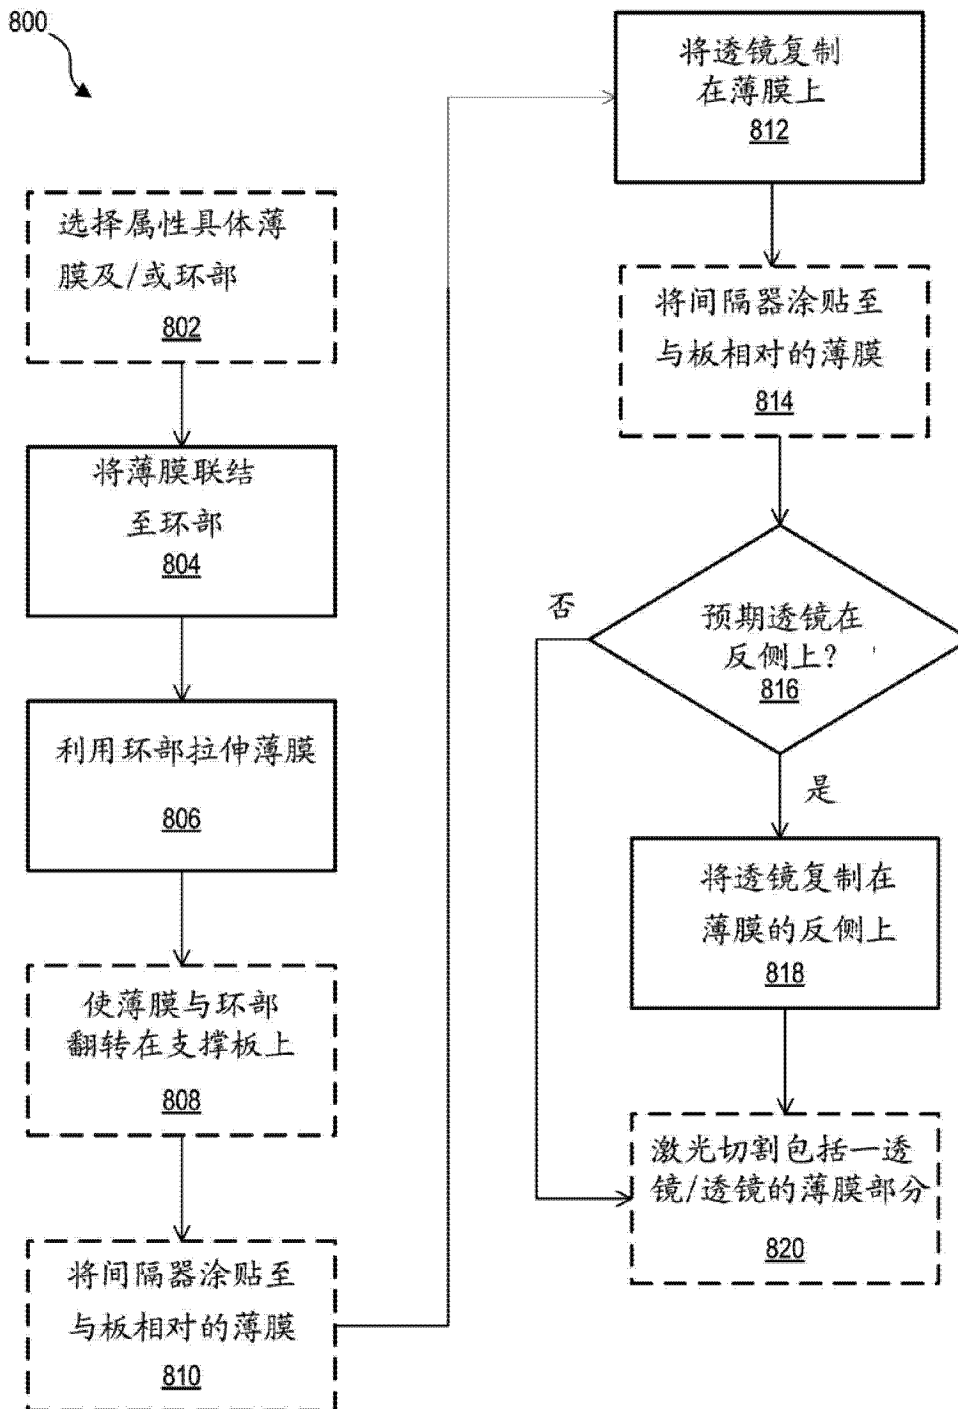 800
选择属性具体薄
膜及/或环部
802
将薄膜联结
至环部
804
利用环部拉伸薄膜
806
使薄膜与环部
翻转在支撑板上
808
将间隔器涂贴至
与板相对的薄膜
810
将透镜复制
在薄膜上
812
将间隔器涂贴至
与板相对的薄膜
814
预期透镜在
反侧上?
816
否
是
将透镜复制在
薄膜的反侧上
818
激光切割包括一透
镜/透镜的薄膜部分
820